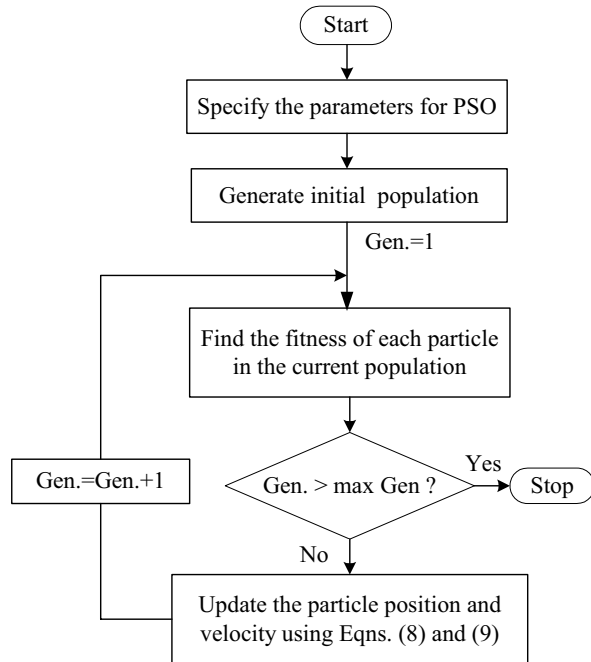 Start
Specify the parameters for PSO
Generate initial population
Gen.=1
Find the fitness of each particle
in the current population
Gen. > max Gen ?
Yes
Stop
No
Gen.=Gen.+1
Update the particle position and
velocity using Eqns. (8) and (9)